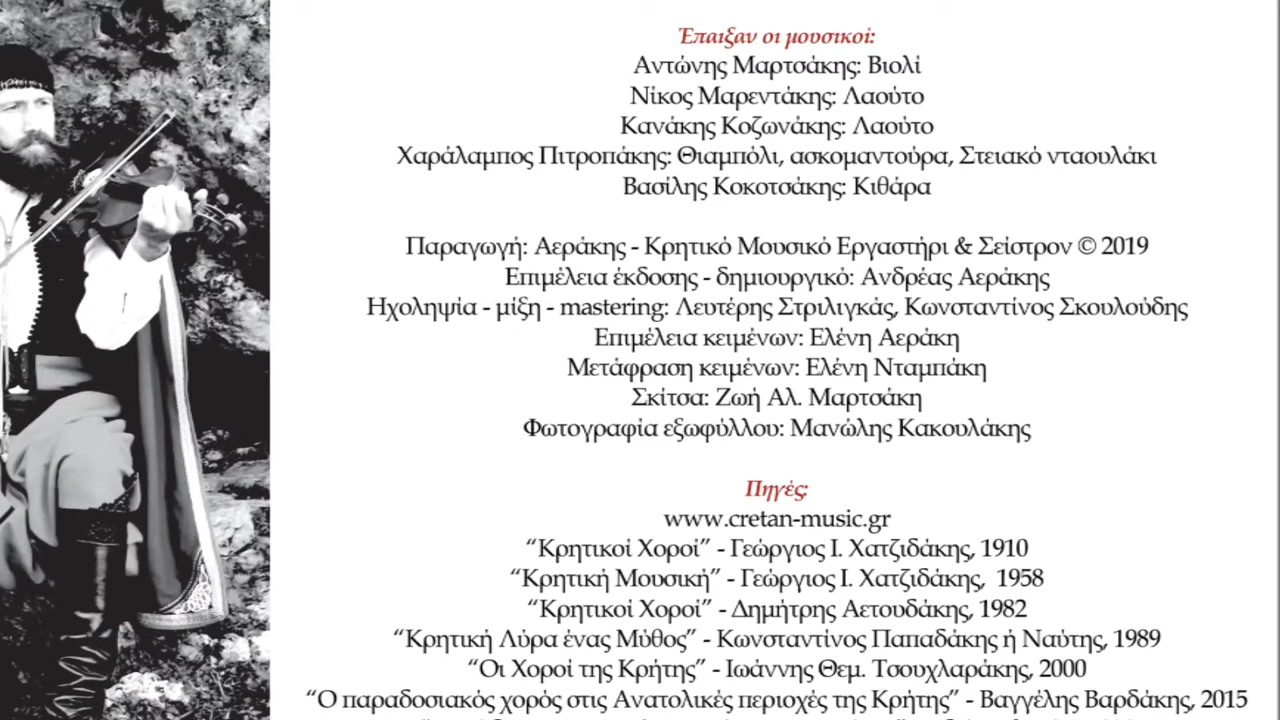 Έπαιξαν οι μουσικοί:
Αντώνης Μαρτσάκης: Βιολί
Νίκος Μαρεντάκης: Λαούτο
Κανάκης Κοζωνάκης: Λαούτο
Χαράλαμπος Πιτροπάκης: Θιαμπόλι, ασκομαντούρα, Στειακό νταουλάκι
Βασίλης Κοκοτσάκης: Κιθάρα
Παραγωγή: Αεράκης - Κρητικό Μουσικό Εργαστήρι & Σείστρον © 2019
Επιμέλεια έκδοσης - δημιουργικό: Ανδρέας Αεράκης
Ηχοληψία - μίξη - mastering: Λευτέρης Στριλιγκάς, Κωνσταντίνος Σκουλούδης
Επιμέλεια κειμένων: Ελένη Αεράκη
Μετάφραση κειμένων: Ελένη Νταμπάκη
Σκίτσα: Ζωή Αλ. Μαρτσάκη
Φωτογραφία εξωφύλλου: Μανώλης Κακουλάκης
Πηγές:
www.cretan-music.gr
“Κρητικοί Χοροί” - Γεώργιος Ι. Χατζιδάκης, 1910
“Κρητική Μουσική” - Γεώργιος Ι. Χατζιδάκης, 1958
“Κρητικοί Χοροί” - Δημήτρης Αετουδάκης, 1982
“Κρητική Λύρα ένας Μύθος” - Κωνσταντίνος Παπαδάκης ή Ναύτης, 1989
“Οι Χοροί της Κρήτης” - Ιωάννης Θεμ. Τσουχλαράκης, 2000
“Ο παραδοσιακός χορός στις Ανατολικές περιοχές της Κρήτης” - Βαγγέλης Βαρδάκης, 2015